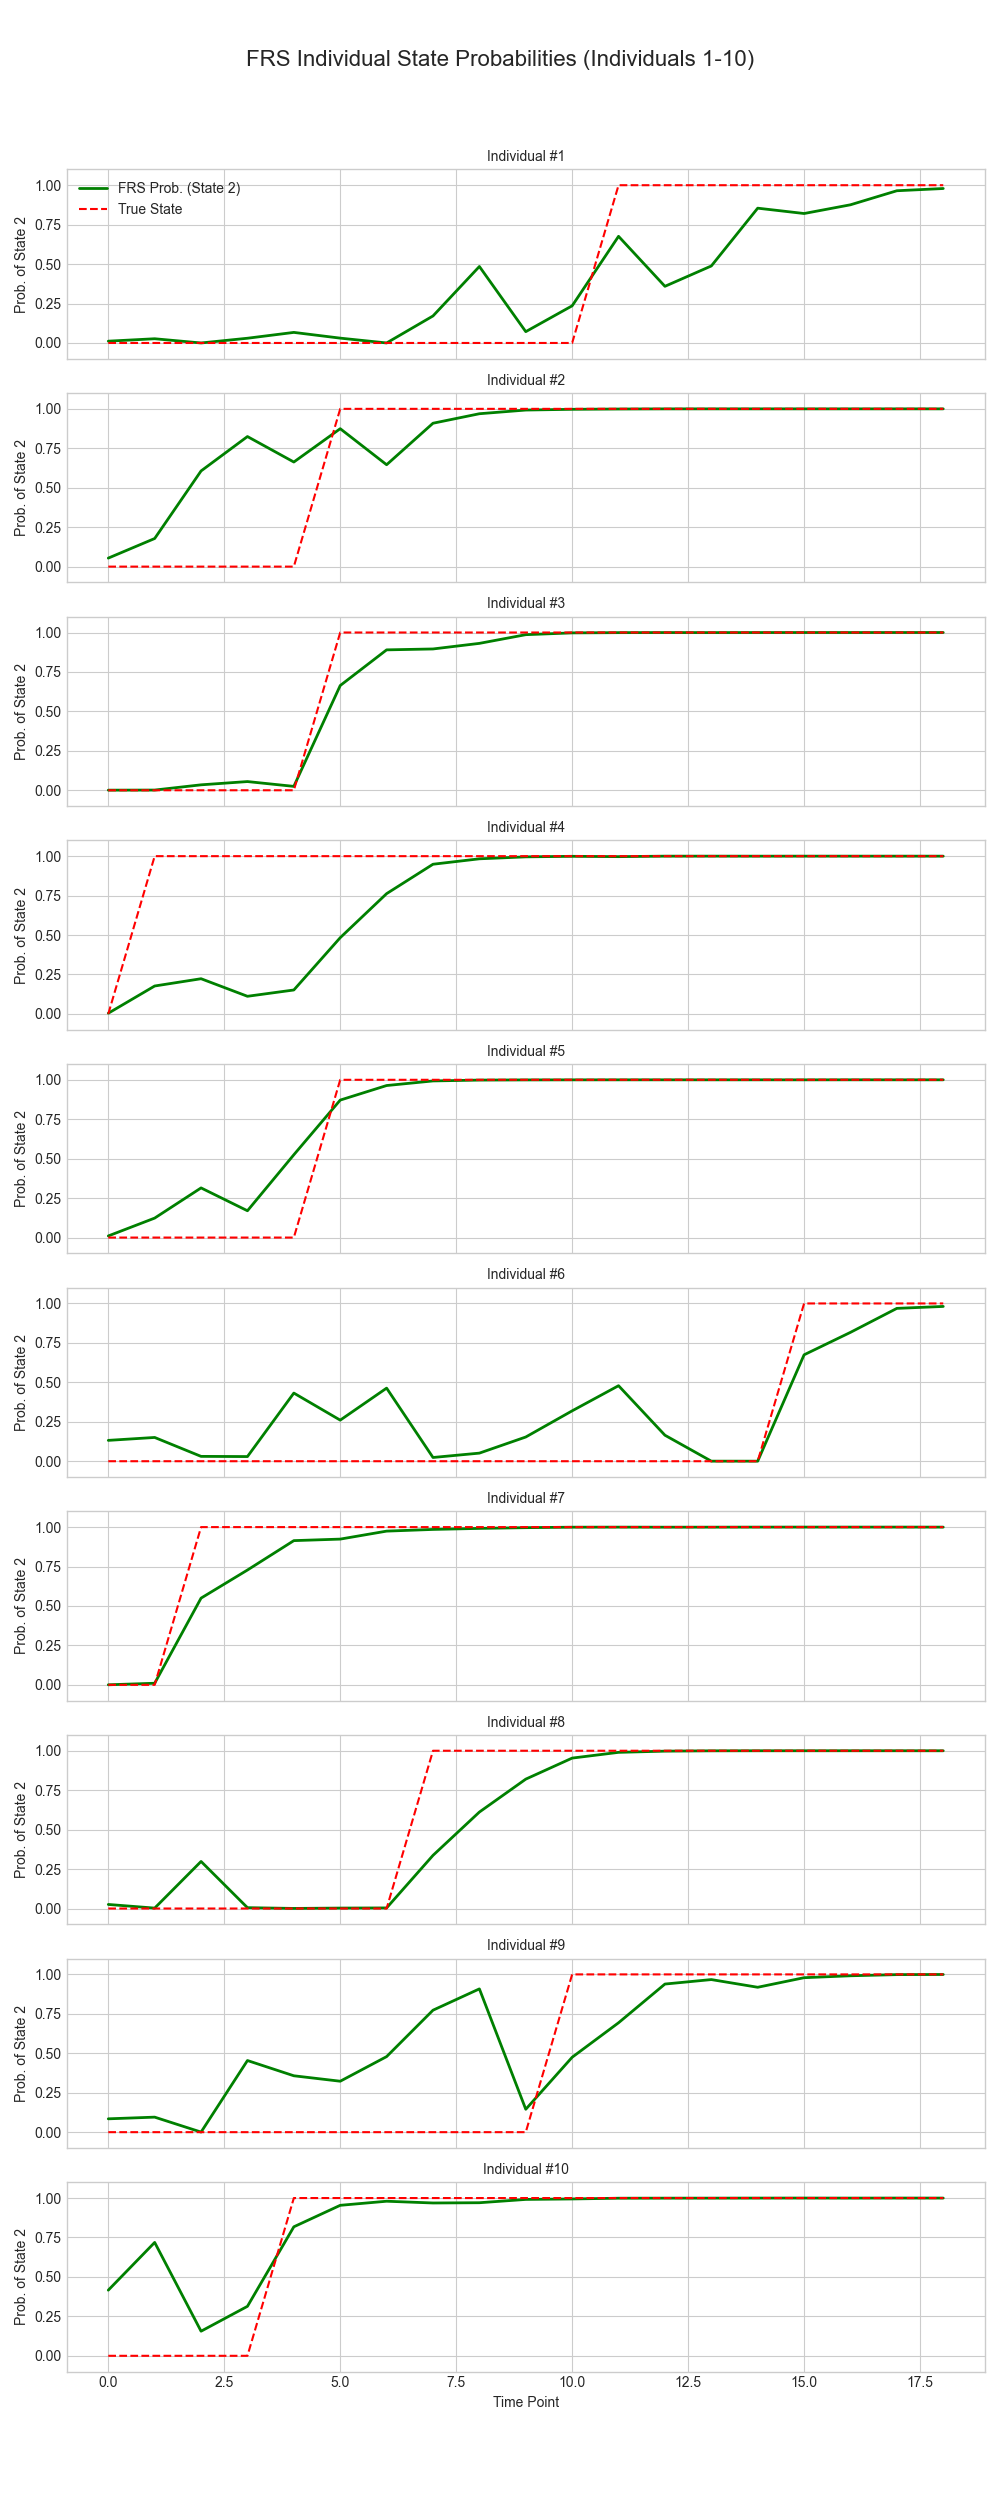 FRS Individual State Probabilities (Individuals 1-10)
Individual #1
1.00
0.75
0.50
0.25
0.00
Prob. of State 2
FRS Prob. (State 2)
True State
Individual #2
1.00
0.75
0.50
0.25
0.00
Prob. of State 2
Individual #3
1.00
0.75
0.50
0.25
0.00
Prob. of State 2
Individual #4
1.00
0.75
0.50
0.25
0.00
Prob. of State 2
Individual #5
1.00
0.75
0.50
0.25
0.00
Prob. of State 2
Individual #6
1.00
0.75
0.50
0.25
0.00
Prob. of State 2
Individual #7
1.00
0.75
0.50
0.25
0.00
Prob. of State 2
Individual #8
1.00
0.75
0.50
0.25
0.00
Prob. of State 2
Individual #9
1.00
0.75
0.50
0.25
0.00
Prob. of State 2
Individual #10
1.00
0.75
0.50
0.25
0.00
Prob. of State 2
0.0 2.5 5.0 7.5 10.0 12.5 15.0 17.5
Time Point